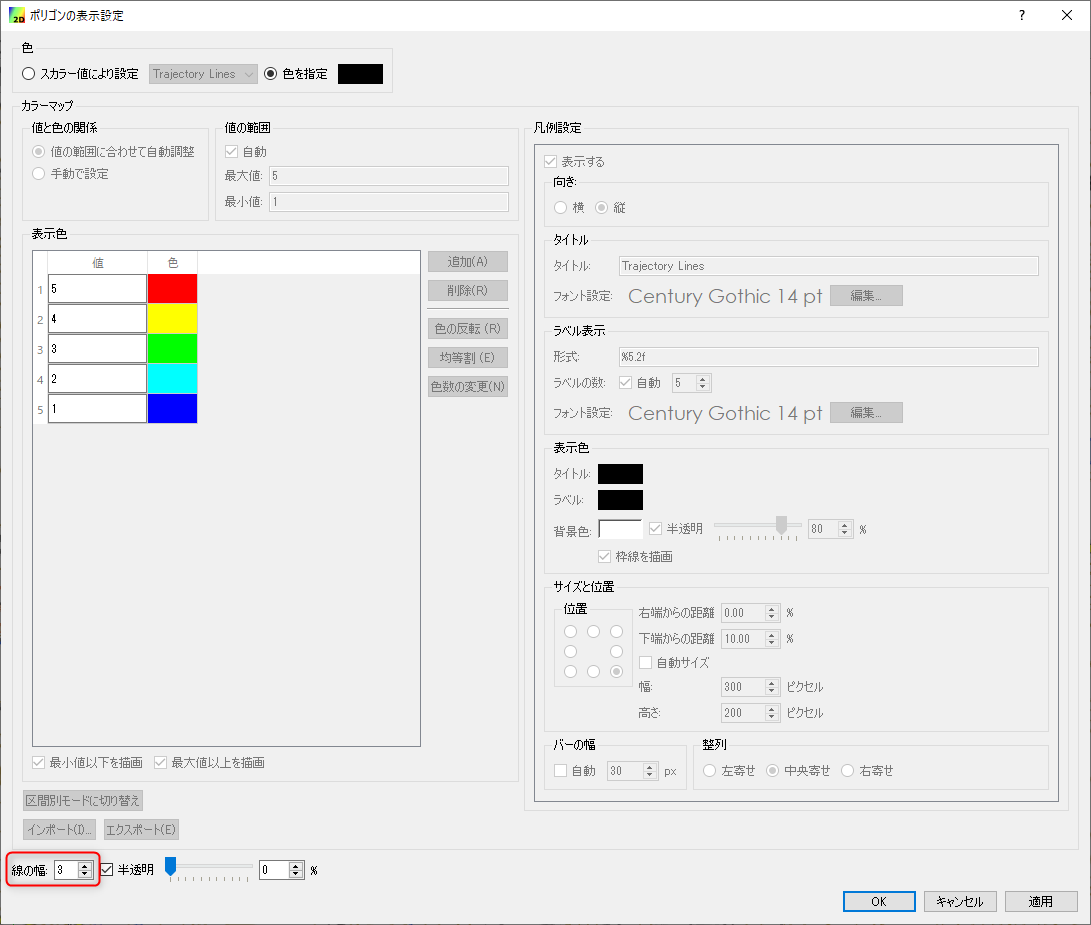 2D ポリゴンの表示設定 ?
色
スカラー値により設定 Trajectory Lines 色を指定
カラーマップ
値と色の関係
値の範囲に合わせて自動調整
手動で設定
値の範囲
自動
最大値: 5
最小値: 1
表示色
値 色
1 5
2 4
3 3
4 2
5 1
追加(A)
削除(R)
色の反転 (R)
均等割 (E)
色数の変更(N)
最小値以下を描画 最大値以上を描画
区間別モードに切り替え
インポート(I)... エクスポート(E)
凡例設定
表示する
向き:
横 縦
タイトル
タイトル: Trajectory Lines
フォント設定: Century Gothic 14 pt 編集...
ラベル表示
形式: %5.2f
ラベルの数: 自動 5
フォント設定: Century Gothic 14 pt 編集...
表示色
タイトル:
ラベル:
背景色: 半透明 80 %
枠線を描画
サイズと位置
位置
右端からの距離 0.00 %
下端からの距離 10.00 %
自動サイズ
幅: 300 ピクセル
高さ: 200 ピクセル
バーの幅
自動 30 px
整列
左寄せ 中央寄せ 右寄せ
線の幅: 3 半透明 0 %
OK キャンセル 適用